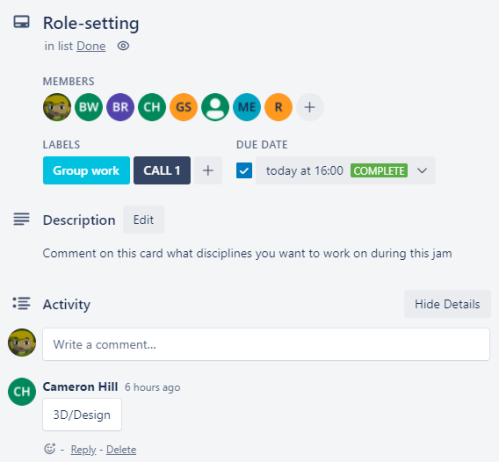 Role-setting
in list Done
MEMBERS
BW BR CH GS ME R +
LABELS DUE DATE
Group work CALL 1 + today at 16:00 COMPLETE
Description Edit
Comment on this card what disciplines you want to work on during this jam
Activity Hide Details
Write a comment...
CH Cameron Hill 6 hours ago
3D/Design
- Reply - Delete